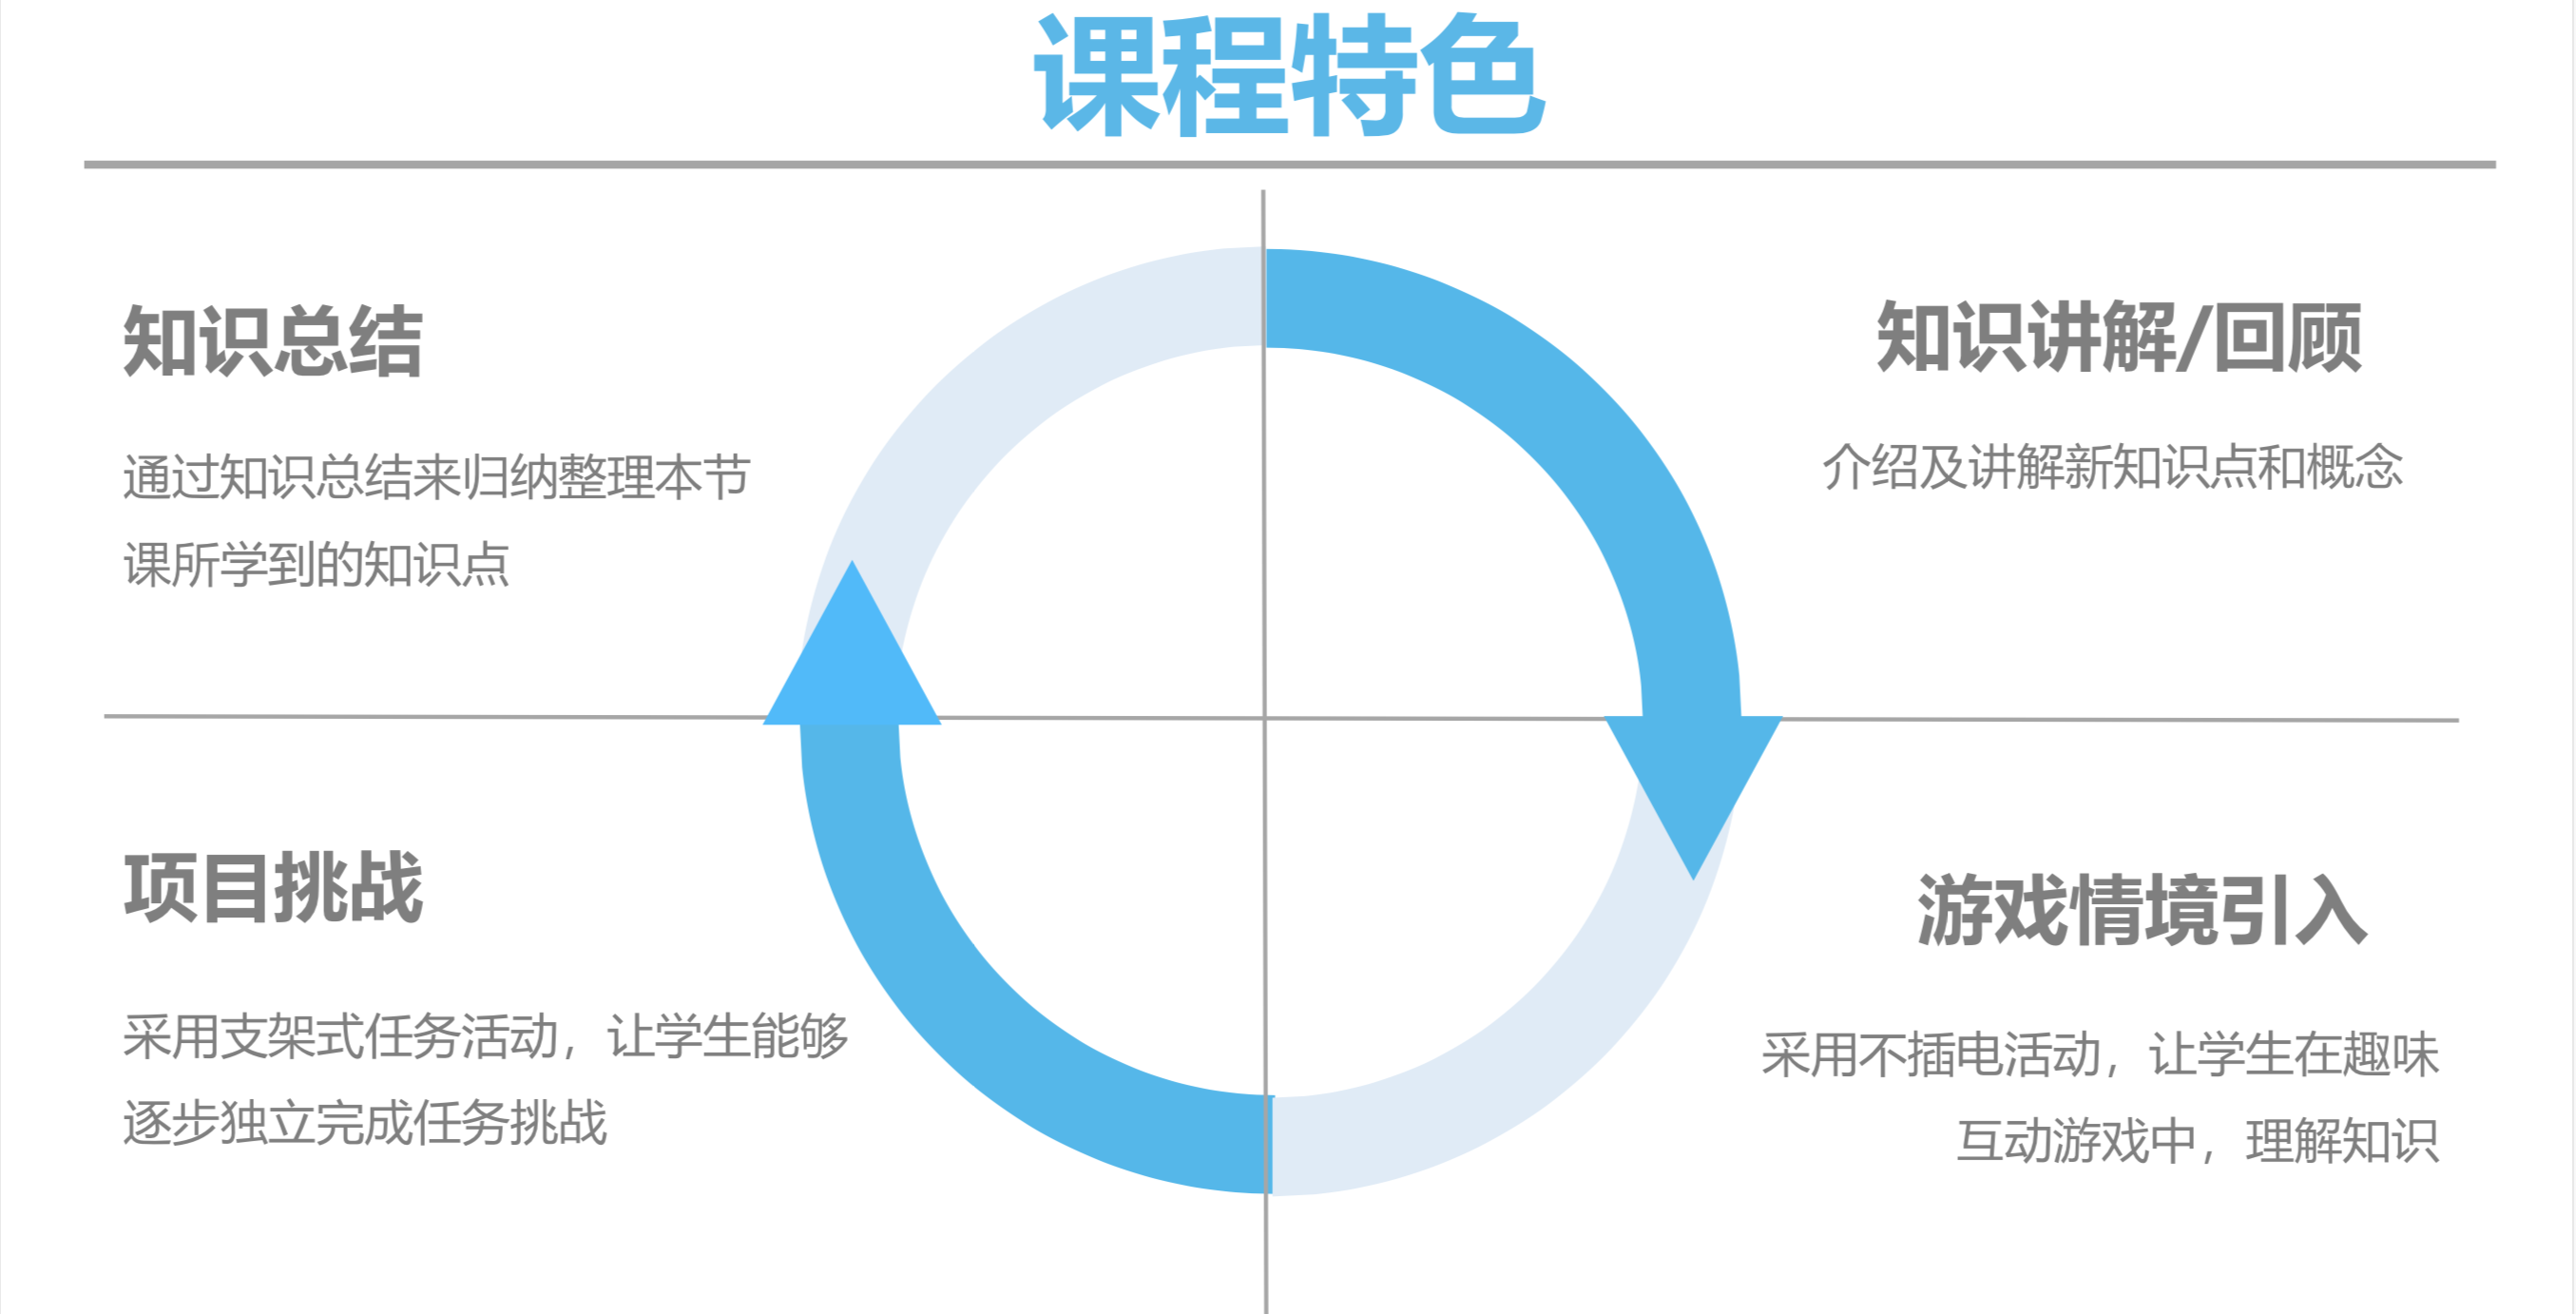 课程特色
知识总结
通过知识总结来归纳整理本节
课所学到的知识点
知识讲解/回顾
介绍及讲解新知识点和概念
项目挑战
采用支架式任务活动，让学生能够
逐步独立完成任务挑战
游戏情境引入
采用不插电活动，让学生在趣味
互动游戏中，理解知识